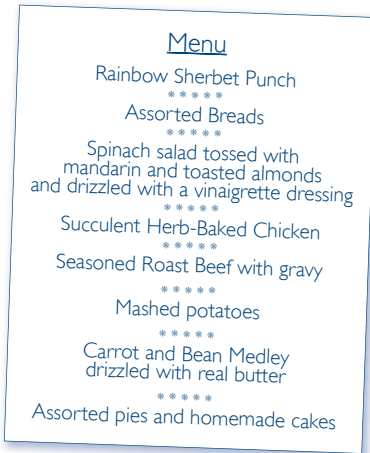 Menu
Rainbow Sherbet Punch
* * * * *
Assorted Breads
* * * * *
Spinach salad tossed with
mandarin and toasted almonds
and drizzled with a vinaigrette dressing
* * * * *
Succulent Herb-Baked Chicken
* * * * *
Seasoned Roast Beef with gravy
* * * * *
Mashed potatoes
* * * * *
Carrot and Bean Medley
drizzled with real butter
* * * * *
Assorted pies and homemade cakes